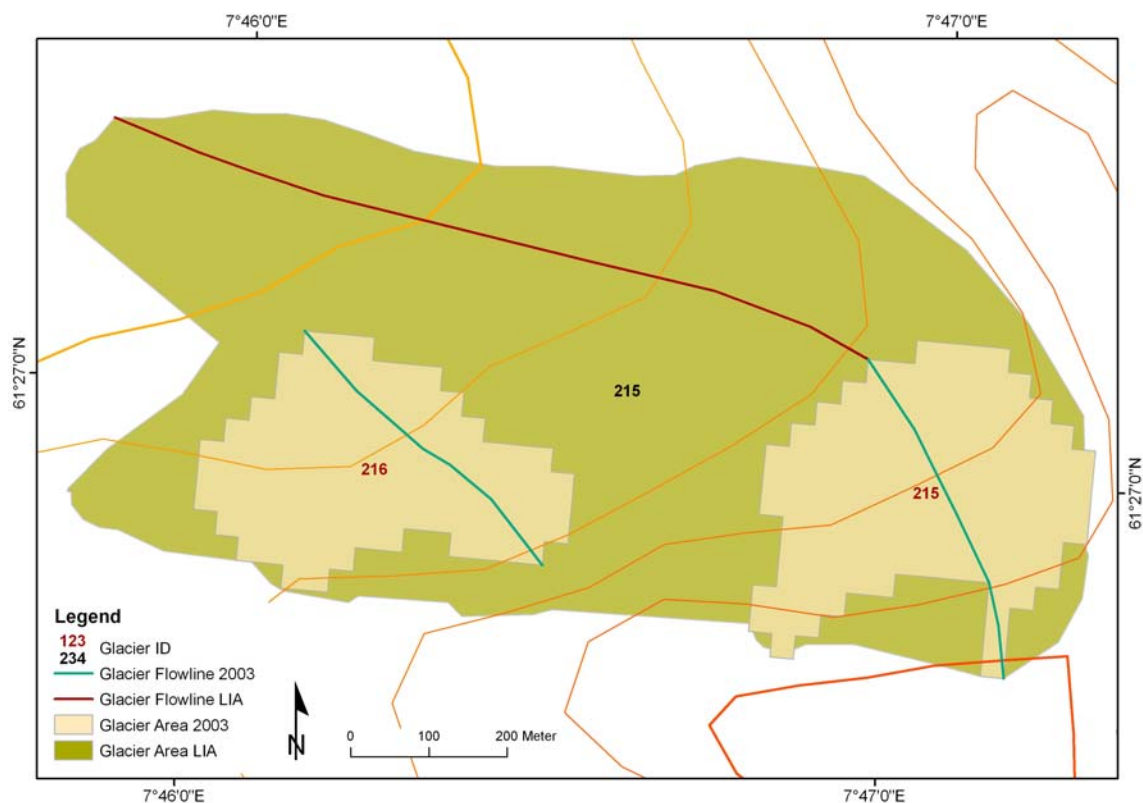 7°46'0"E
7°47'0"E
61°27'0"N
61°27'0"N
215
216
215
Legend
123
234
Glacier ID
Glacier Flowline 2003
Glacier Flowline LIA
Glacier Area 2003
Glacier Area LIA
N
0 100 200 Meter
7°46'0"E
7°47'0"E